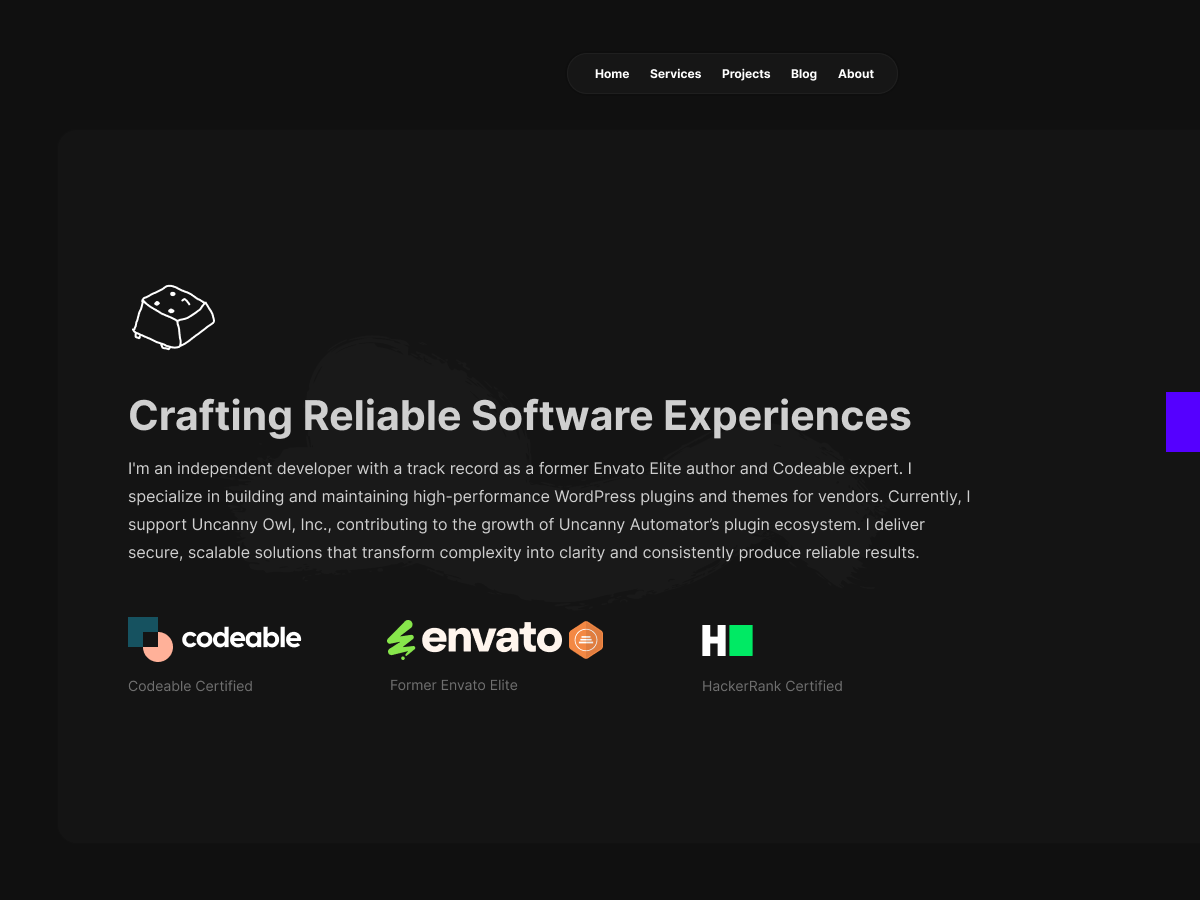 Home Services Projects Blog About
Crafting Reliable Software Experiences
I'm an independent developer with a track record as a former Envato Elite author and Codeable expert. I
specialize in building and maintaining high-performance WordPress plugins and themes for vendors. Currently, I
support Uncanny Owl, Inc., contributing to the growth of Uncanny Automator’s plugin ecosystem. I deliver
secure, scalable solutions that transform complexity into clarity and consistently produce reliable results.
codeable envato H
Codeable Certified Former Envato Elite HackerRank Certified